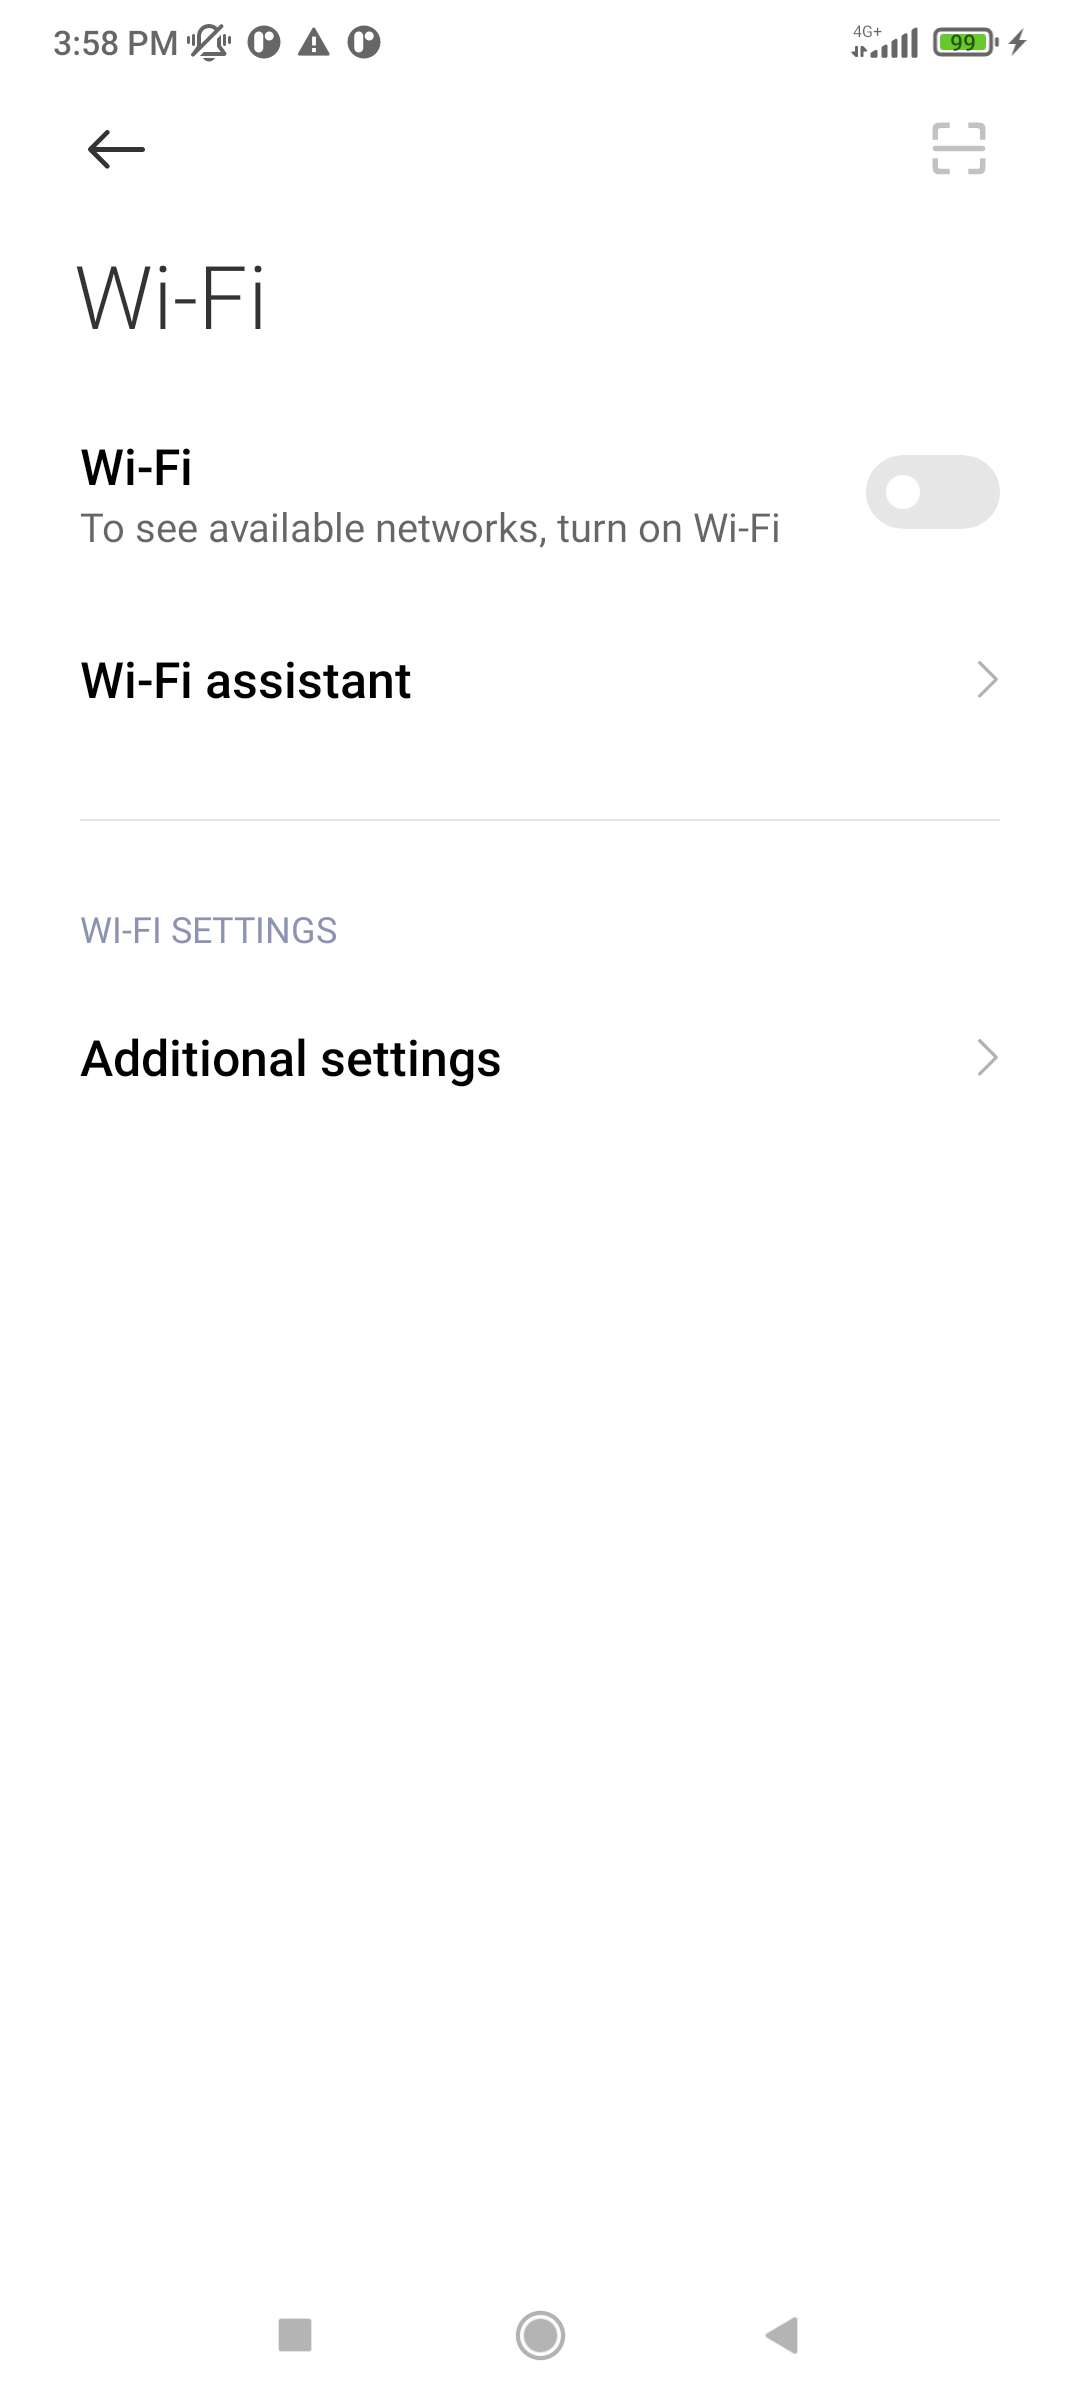 3:58 PM 4G+ 99
Wi-Fi
Wi-Fi
To see available networks, turn on Wi-Fi
Wi-Fi assistant
WI-FI SETTINGS
Additional settings